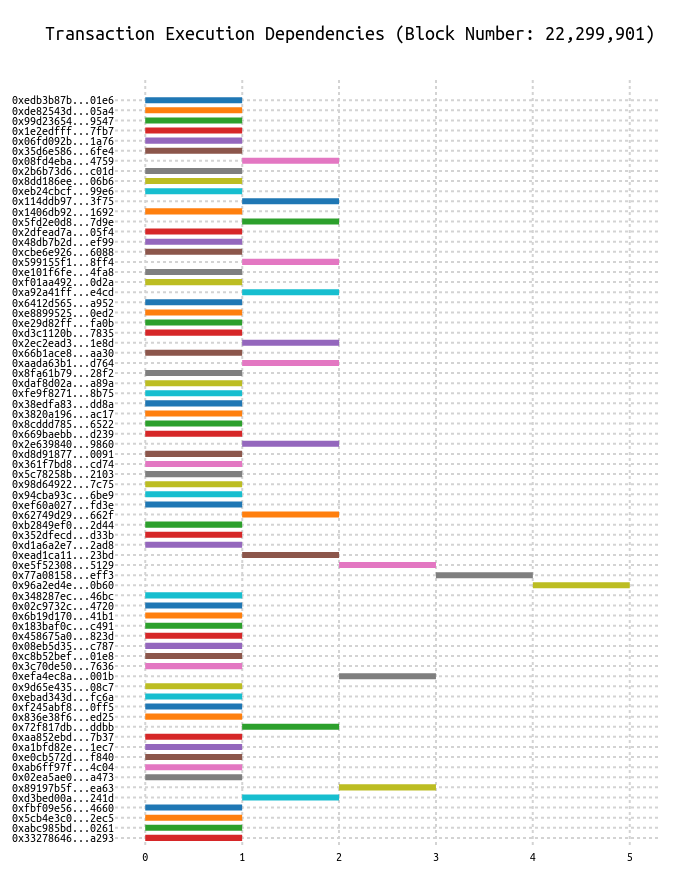 Transaction Execution Dependencies (Block Number: 22,299,901)
0xedb3b87b...01e6
0xde82543d...05a4
0x99d23654...9547
0x1e2edfff...7fb7
0x06fd092b...1a76
0x35d6e586...6fe4
0x08fd4eba...4759
0x2b6b73d6...c01d
0x8dd186ee...06b6
0xeb24cbcf...99e6
0x114ddb97...3f75
0x1406db92...1692
0x5fd2e0d8...7d9e
0x2dfead7a...05f4
0x48db7b2d...ef99
0xcbe6e926...6088
0x599155f1...8ff4
0xe101f6fe...4fa8
0xf01aa492...0d2a
0xa92a41ff...e4cd
0x6412d565...a952
0xe8899525...0ed2
0xe29d82ff...fa0b
0xd3c1120b...7835
0x2ec2ead3...1e8d
0x66b1ace8...aa30
0xaada63b1...d764
0x8fa61b79...28f2
0xdaf8d02a...a89a
0xfe9f8271...8b75
0x38edfa83...dd8a
0x3820a196...ac17
0x8cddd785...6522
0x669baebb...d239
0x2e639840...9860
0xd8d91877...0091
0x361f7bd8...cd74
0x5c78258b...2103
0x98d64922...7c75
0x94cba93c...6be9
0xef60a027...fd3e
0x62749d29...662f
0xb2849ef0...2d44
0x352dfecd...d33b
0xd1a6a2e7...2ad8
0xead1ca11...23bd
0xe5f52308...5129
0x77a08158...eff3
0x96a2ed4e...0b60
0x348287ec...46bc
0x02c9732c...4720
0x6b19d170...41b1
0x183baf0c...c491
0x458675a0...823d
0x08eb5d35...c787
0xc8b52bef...01e8
0x3c70de50...7636
0xefa4ec8a...001b
0x9d65e435...08c7
0xebad343d...fc6a
0xf245abf8...0ff5
0x836e38f6...ed25
0x72f817db...ddbb
0xaa852ebd...7b37
0xa1bfd82e...1ec7
0xe0cb572d...f840
0xab6ff97f...4c04
0x02ea5ae0...a473
0x89197b5f...ea63
0xd3bed00a...241d
0xfbf09e56...4660
0x5cb4e3c0...2ec5
0xabc985bd...0261
0x33278646...a293
0 1 2 3 4 5